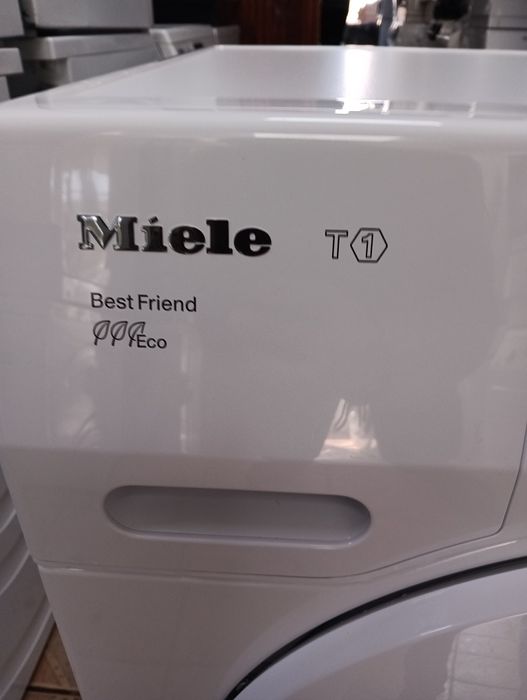 Miele T1
Best Friend
Eco